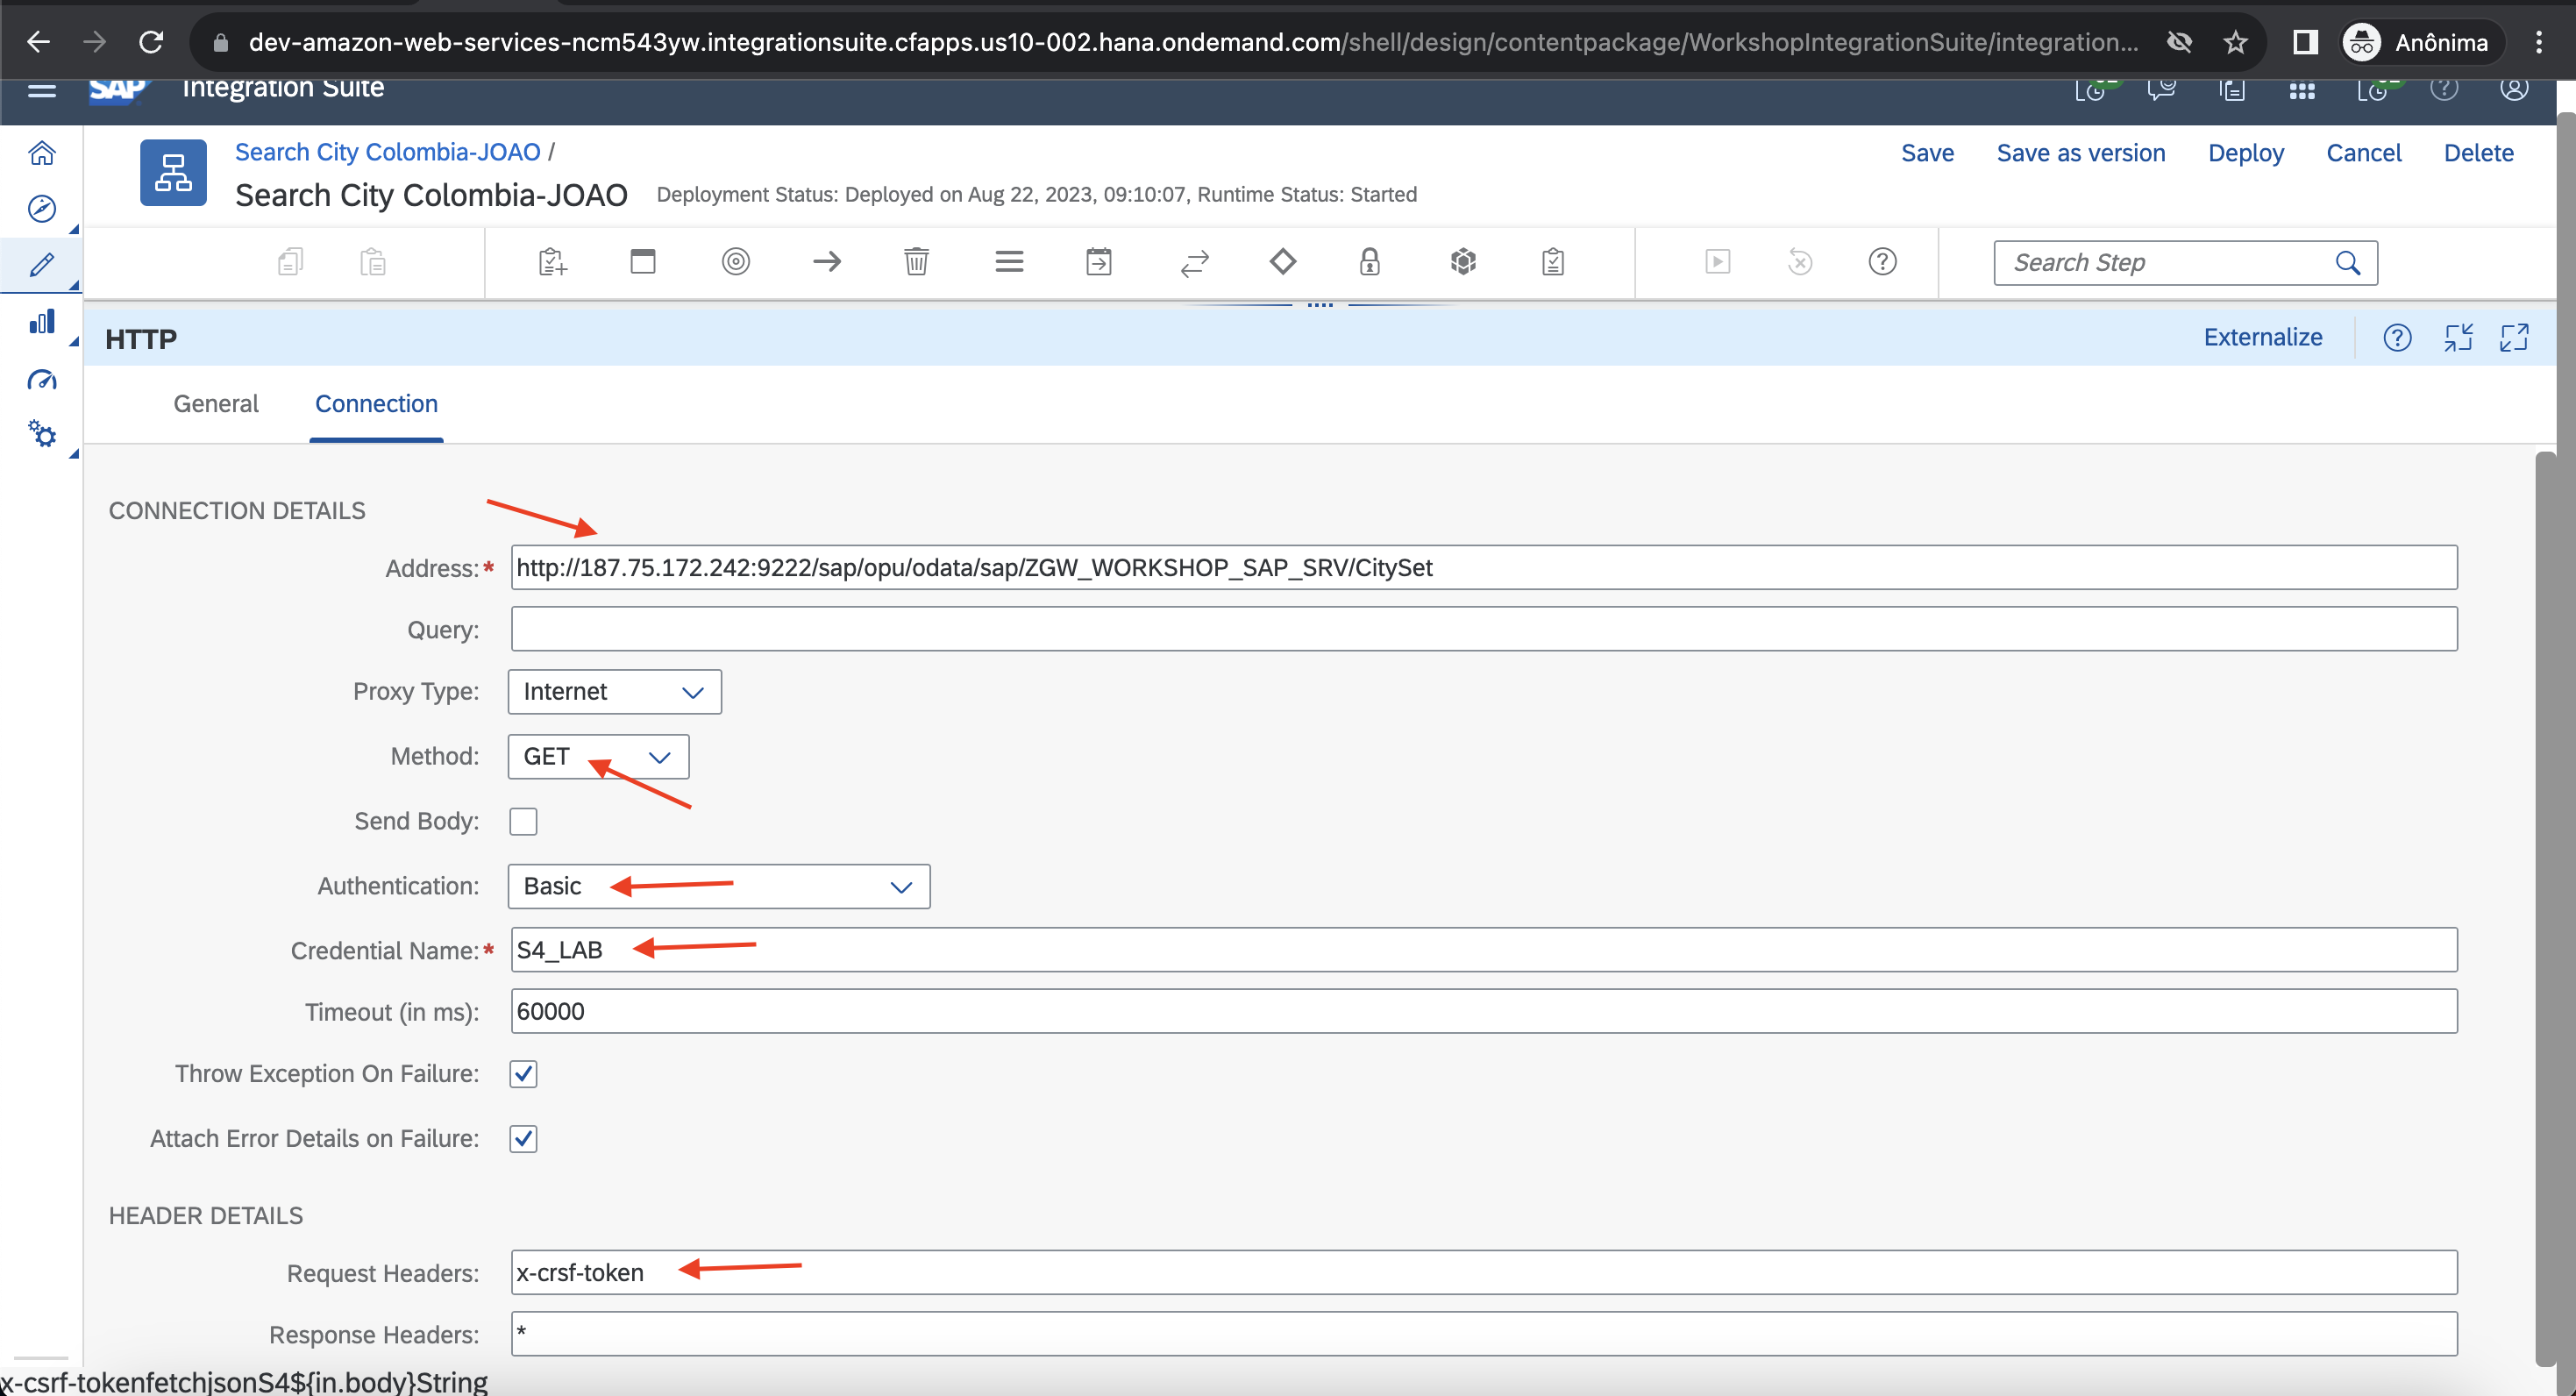 dev-amazon-web-services-ncm543yw.integrationsuite.cfapps.us10-002.hana.ondemand.com/shell/design/contentpackage/WorkshopIntegrationSuite/integration...
Anônima
SAP Integration Suite
Search City Colombia-JOAO /
Save Save as version Deploy Cancel Delete
Search City Colombia-JOAO Deployment Status: Deployed on Aug 22, 2023, 09:10:07, Runtime Status: Started
Search Step
HTTP
Externalize
General Connection
CONNECTION DETAILS
Address:* http://187.75.172.242:9222/sap/opu/odata/sap/ZGW_WORKSHOP_SAP_SRV/CitySet
Query:
Proxy Type: Internet
Method: GET
Send Body:
Authentication: Basic
Credential Name:* S4_LAB
Timeout (in ms): 60000
Throw Exception On Failure:
Attach Error Details on Failure:
HEADER DETAILS
Request Headers: x-crsf-token
Response Headers: *
x-csrf-tokenfetchjsonS4${in.body}String